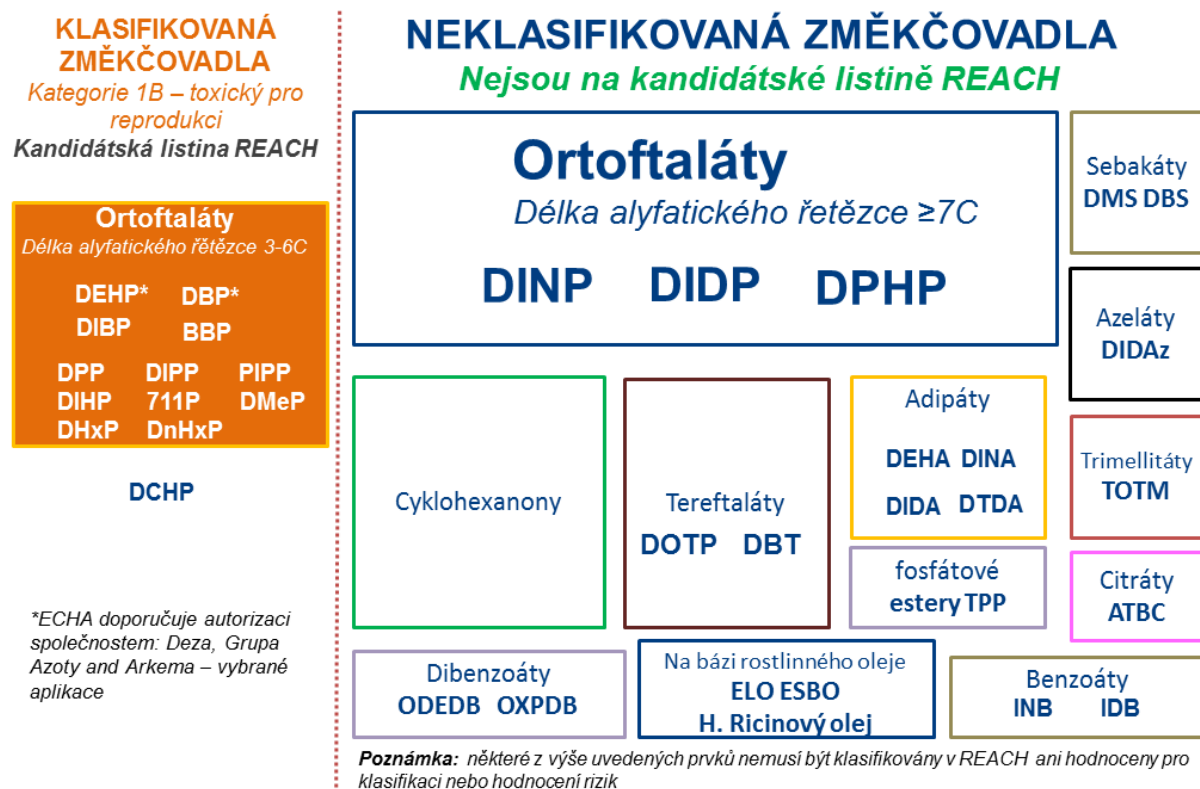 KLASIFIKOVANÁ
ZMĚKČOVADLA
Kategorie 1B – toxický pro
reprodukci
Kandidátská listina REACH
Ortoftaláty
Délka alyfatického řětězce 3-6C
DEHP* DBP*
DIBP BBP
DPP DIPP PIPP
DIHP 711P DMeP
DHxP DnHxP
DCHP
*ECHA doporučuje autorizaci
společnostem: Deza, Grupa
Azoty and Arkema – vybrané
aplikace
NEKLASIFIKOVANÁ ZMĚKČOVADLA
Nejsou na kandidátské listině REACH
Ortoftaláty
Délka alyfatického řetězce ≥7C
DINP DIDP DPHP
Sebakáty
DMS DBS
Azeláty
DIDAz
Cyklohexanony
Tereftaláty
DOTP DBT
Adipáty
DEHA DINA
DIDA DTDA
Trimellitáty
TOTM
fosfátové
estery TPP
Citráty
ATBC
Dibenzoáty
ODEDB OXPDB
Na bázi rostlinného oleje
ELO ESBO
H. Ricinový olej
Benzoáty
INB IDB
Poznámka: některé z výše uvedených prvků nemusí být klasifikovány v REACH ani hodnoceny pro
klasifikaci nebo hodnocení rizik